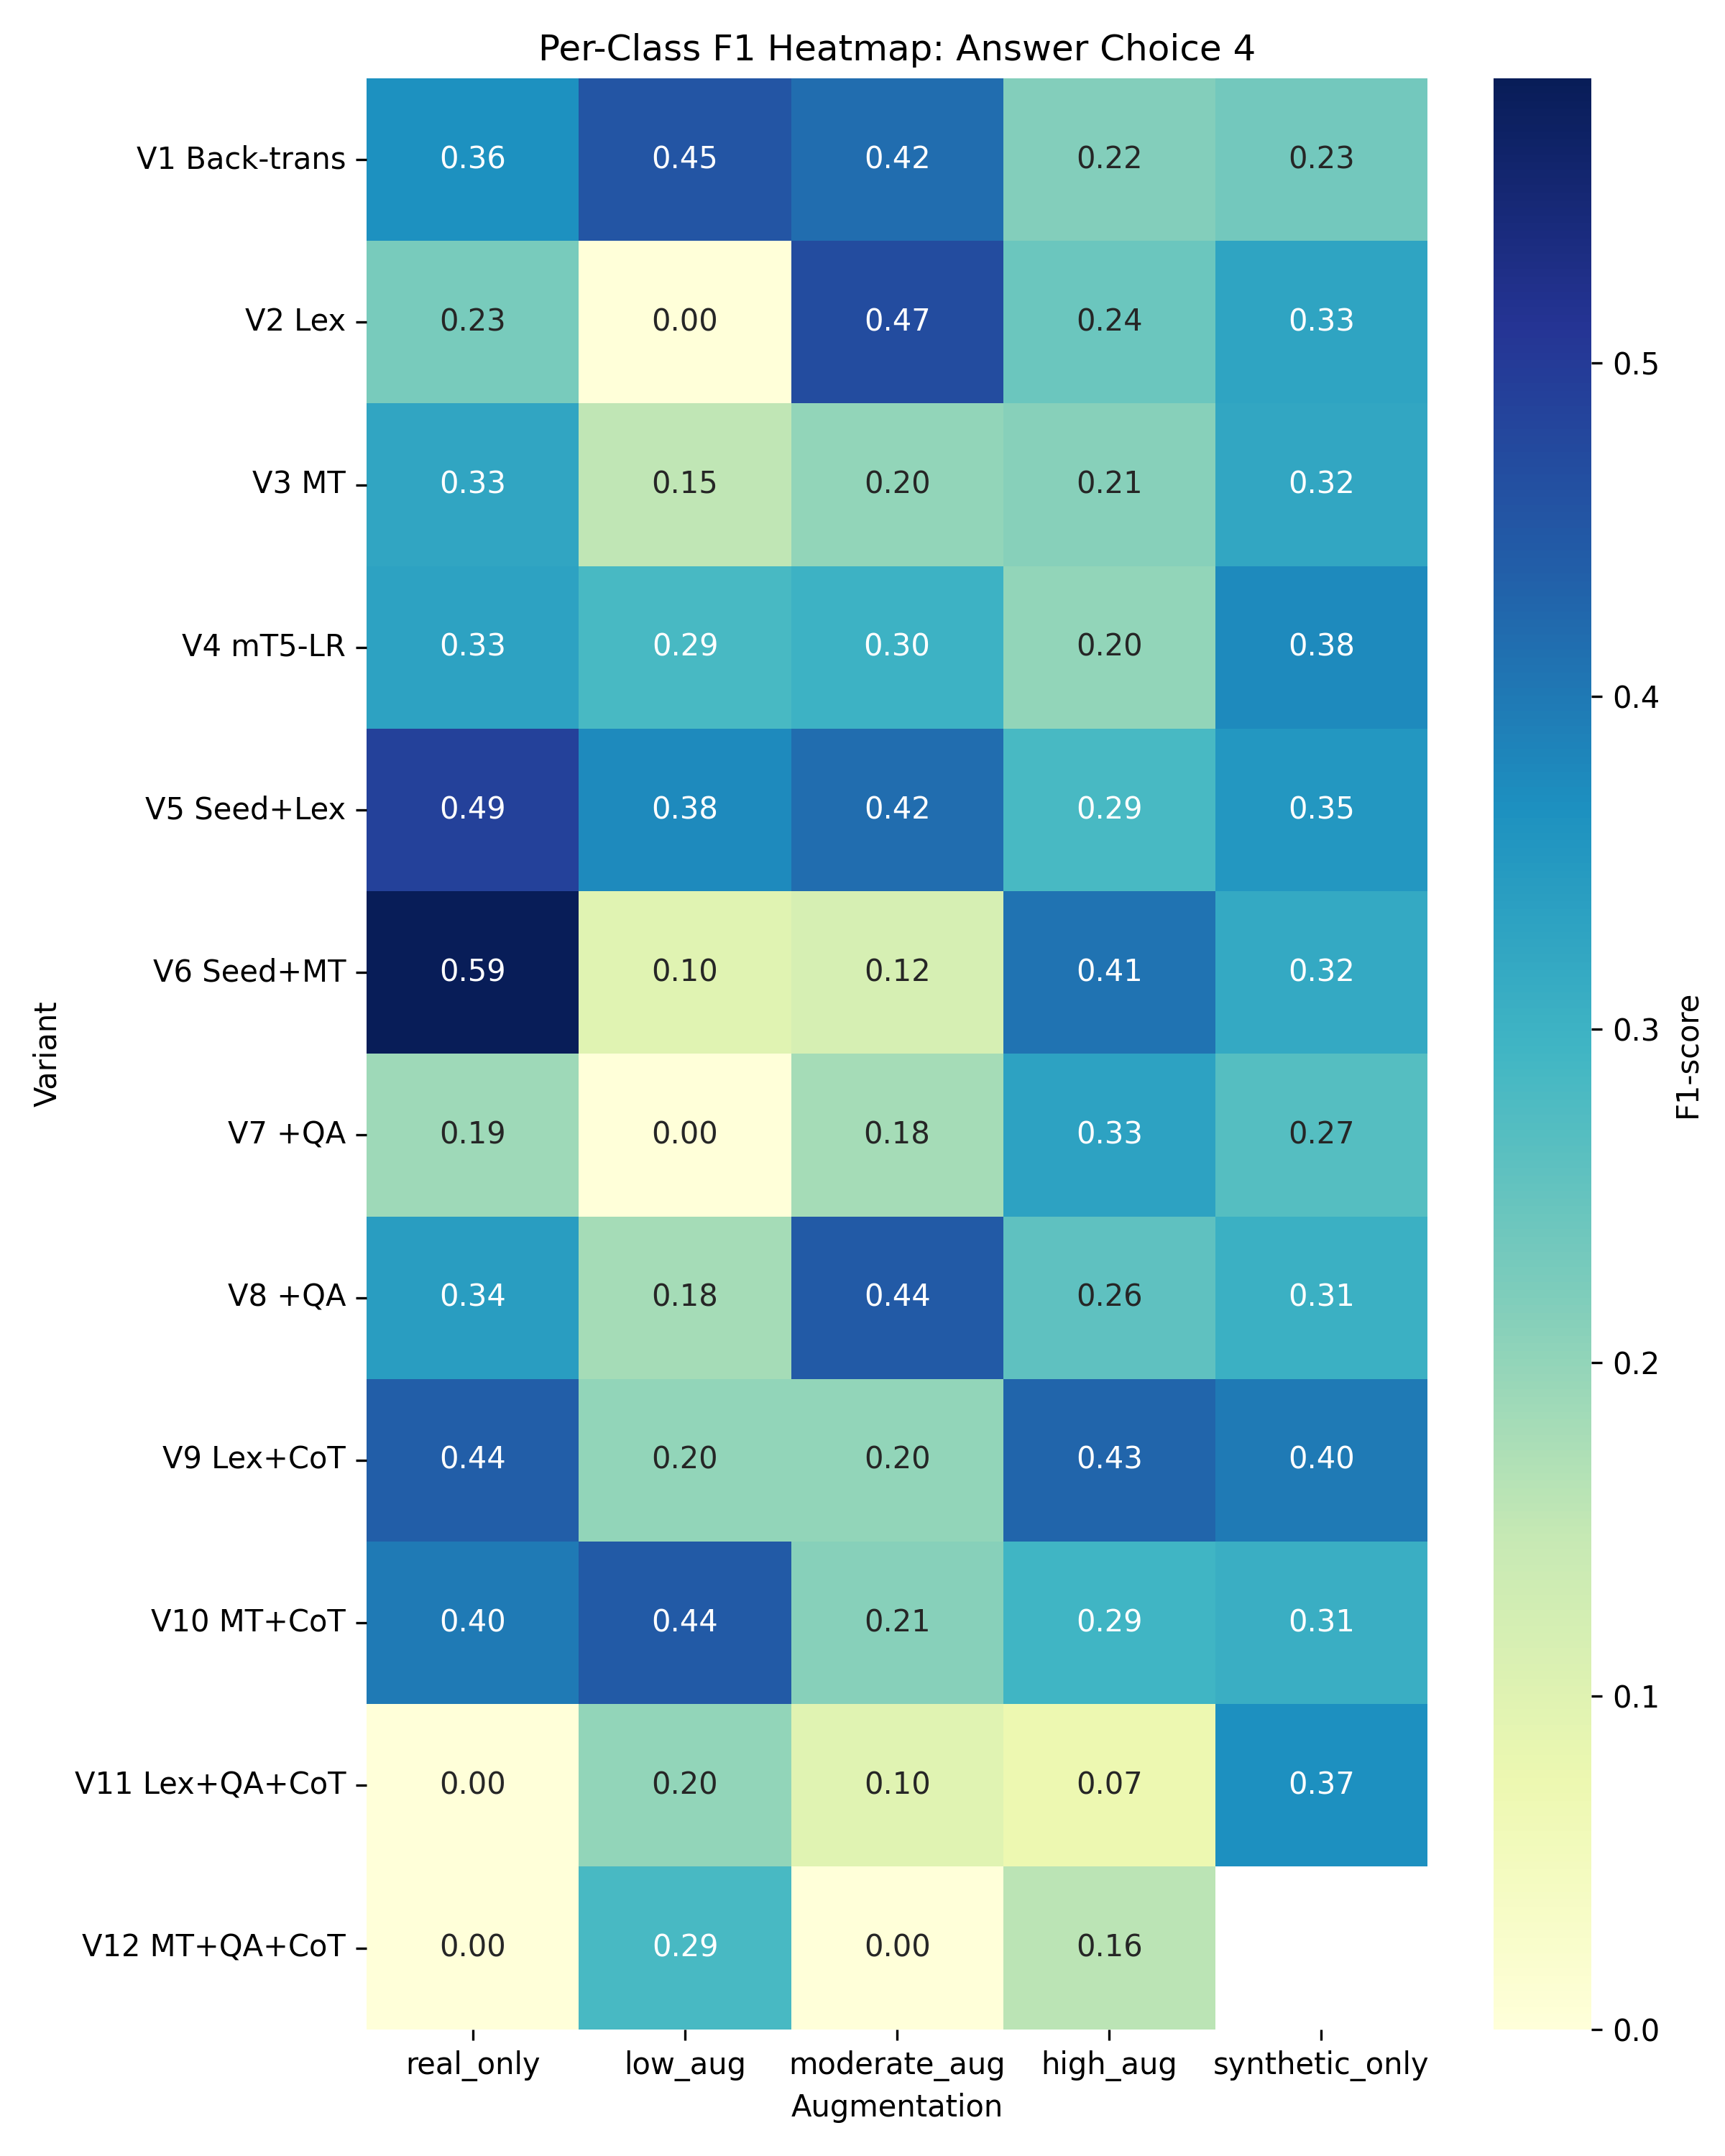 Per-Class F1 Heatmap: Answer Choice 4
V1 Back-trans 0.36 0.45 0.42 0.22 0.23
V2 Lex 0.23 0.00 0.47 0.24 0.33
V3 MT 0.33 0.15 0.20 0.21 0.32
V4 mT5-LR 0.33 0.29 0.30 0.20 0.38
V5 Seed+Lex 0.49 0.38 0.42 0.29 0.35
V6 Seed+MT 0.59 0.10 0.12 0.41 0.32
V7 +QA 0.19 0.00 0.18 0.33 0.27
V8 +QA 0.34 0.18 0.44 0.26 0.31
V9 Lex+CoT 0.44 0.20 0.20 0.43 0.40
V10 MT+CoT 0.40 0.44 0.21 0.29 0.31
V11 Lex+QA+CoT 0.00 0.20 0.10 0.07 0.37
V12 MT+QA+CoT 0.00 0.29 0.00 0.16
real_only low_aug moderate_aug high_aug synthetic_only
Augmentation
Variant
0.5
0.4
0.3
0.2
0.1
0.0
F1-score